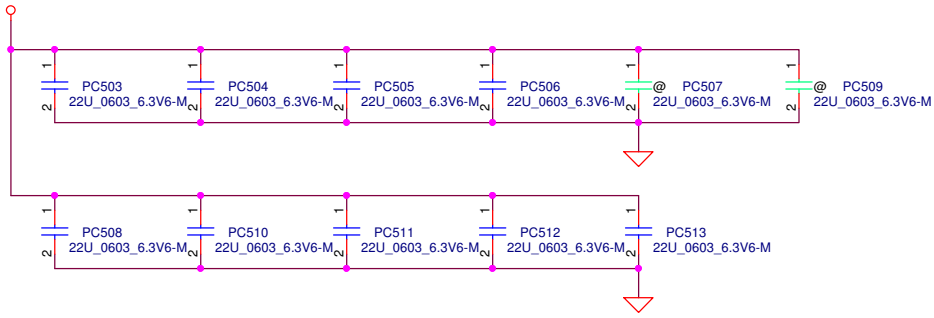 1 1 1 1 1 1
PC503 PC504 PC505 PC506 @ PC507 @ PC509
22U_0603_6.3V6-M 22U_0603_6.3V6-M 22U_0603_6.3V6-M 22U_0603_6.3V6-M 22U_0603_6.3V6-M 22U_0603_6.3V6-M
2 2 2 2 2 2
1 1 1 1 1
PC508 PC510 PC511 PC512 PC513
22U_0603_6.3V6-M 22U_0603_6.3V6-M 22U_0603_6.3V6-M 22U_0603_6.3V6-M 22U_0603_6.3V6-M
2 2 2 2 2